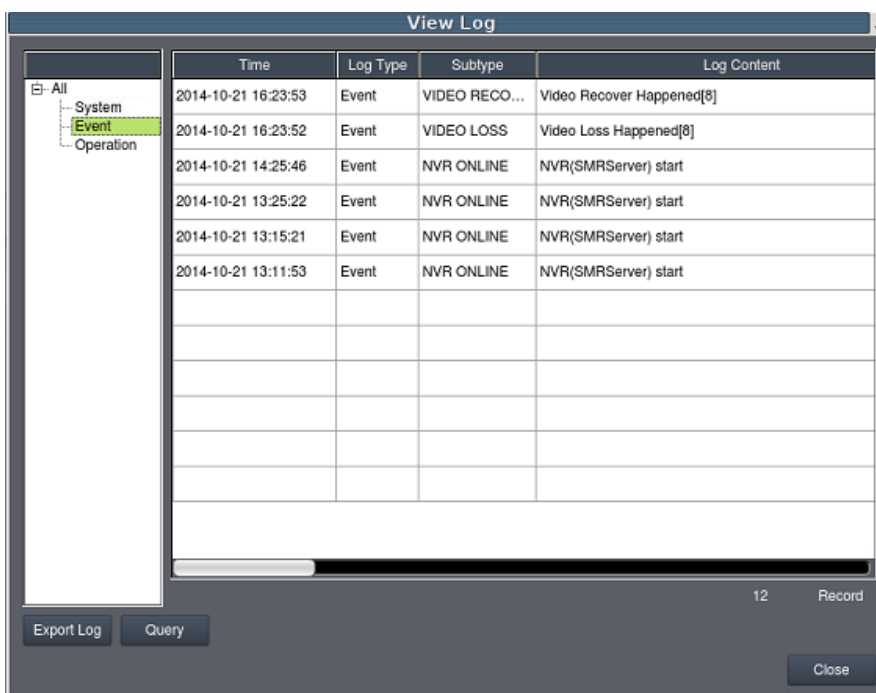 View Log
Time Log Type Subtype Log Content
All
System
Event
Operation
2014-10-21 16:23:53 Event VIDEO RECO... Video Recover Happened[8]
2014-10-21 16:23:52 Event VIDEO LOSS Video Loss Happened[8]
2014-10-21 14:25:46 Event NVR ONLINE NVR(SMRServer) start
2014-10-21 13:25:22 Event NVR ONLINE NVR(SMRServer) start
2014-10-21 13:15:21 Event NVR ONLINE NVR(SMRServer) start
2014-10-21 13:11:53 Event NVR ONLINE NVR(SMRServer) start
12 Record
Export Log Query
Close